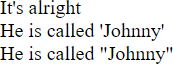 It's alright
He is called 'Johnny'
He is called "Johnny"